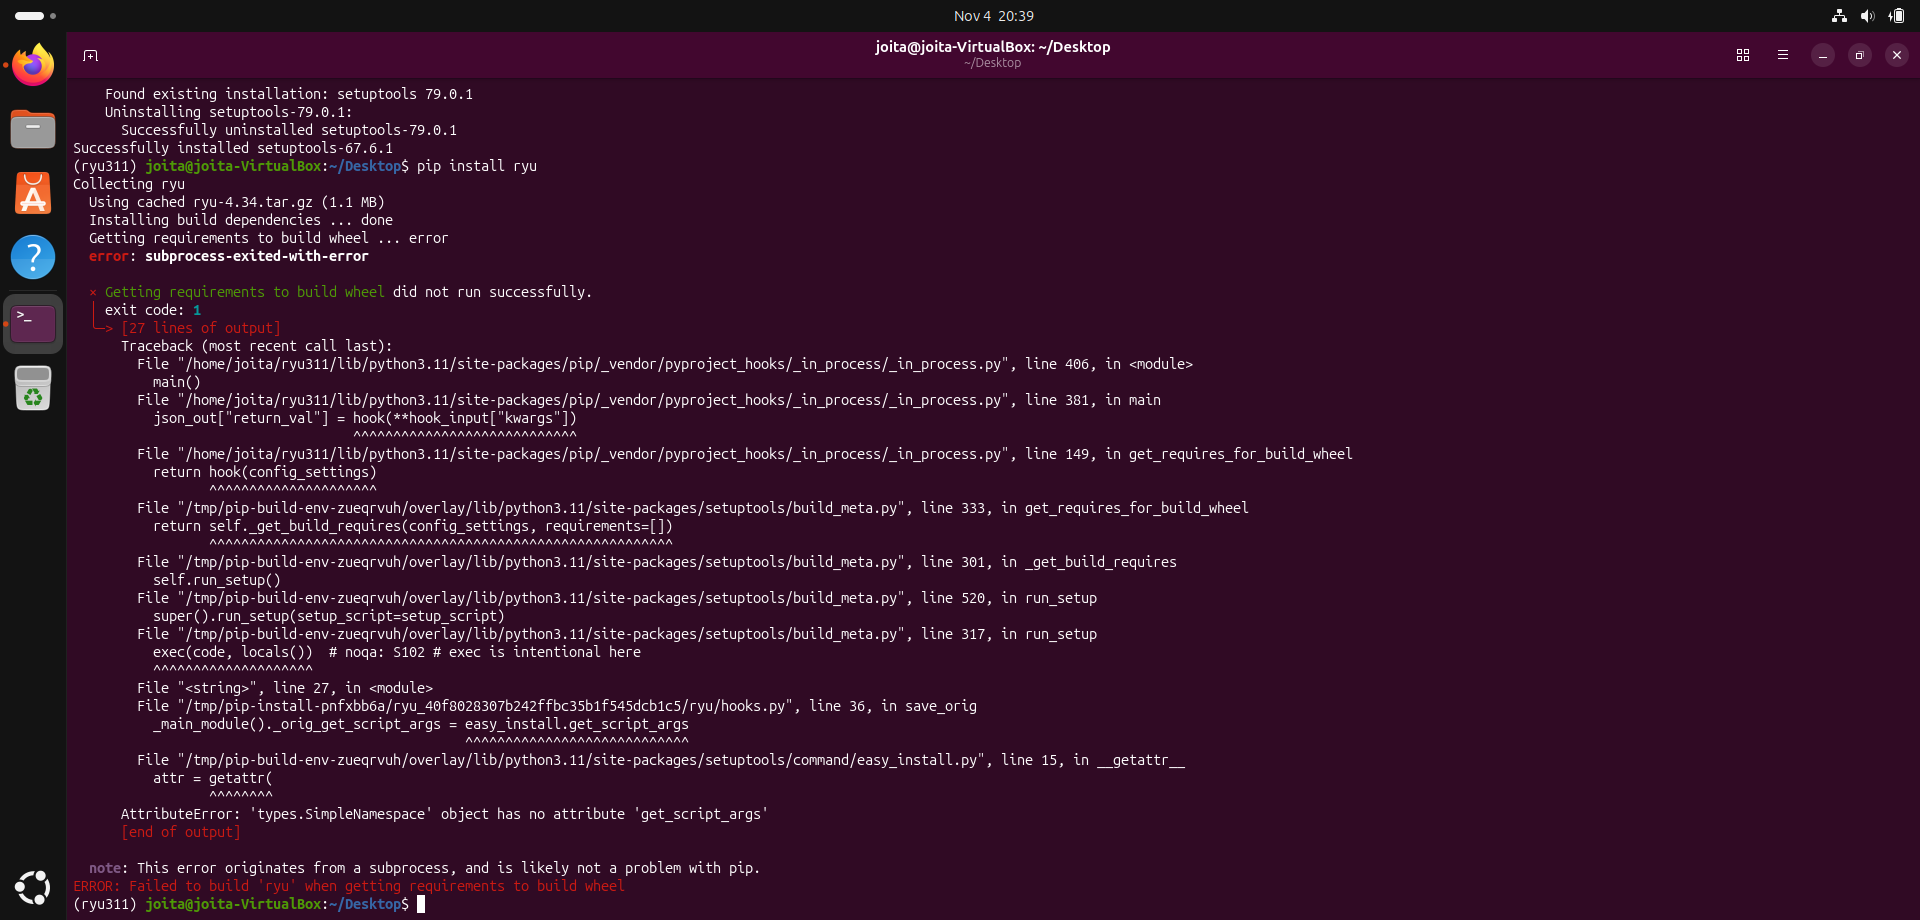 Nov 4 20:39
joita@joita-VirtualBox: ~/Desktop
~/Desktop
Found existing installation: setuptools 79.0.1
Uninstalling setuptools-79.0.1:
Successfully uninstalled setuptools-79.0.1
Successfully installed setuptools-67.6.1
(ryu311) joita@joita-VirtualBox:~/Desktop$ pip install ryu
Collecting ryu
Using cached ryu-4.34.tar.gz (1.1 MB)
Installing build dependencies ... done
Getting requirements to build wheel ... error
error: subprocess-exited-with-error
× Getting requirements to build wheel did not run successfully.
│ exit code: 1
╰─> [27 lines of output]
Traceback (most recent call last):
File "/home/joita/ryu311/lib/python3.11/site-packages/pip/_vendor/pyproject_hooks/_in_process/_in_process.py", line 406, in <module>
main()
File "/home/joita/ryu311/lib/python3.11/site-packages/pip/_vendor/pyproject_hooks/_in_process/_in_process.py", line 381, in main
json_out["return_val"] = hook(**hook_input["kwargs"])
^^^^^^^^^^^^^^^^^^^^^^^^^^^^
File "/home/joita/ryu311/lib/python3.11/site-packages/pip/_vendor/pyproject_hooks/_in_process/_in_process.py", line 149, in get_requires_for_build_wheel
return hook(config_settings)
^^^^^^^^^^^^^^^^^^^^^
File "/tmp/pip-build-env-zueqrvuh/overlay/lib/python3.11/site-packages/setuptools/build_meta.py", line 333, in get_requires_for_build_wheel
return self._get_build_requires(config_settings, requirements=[])
^^^^^^^^^^^^^^^^^^^^^^^^^^^^^^^^^^^^^^^^^^^^^^^^^^^^^^^^^^
File "/tmp/pip-build-env-zueqrvuh/overlay/lib/python3.11/site-packages/setuptools/build_meta.py", line 301, in _get_build_requires
self.run_setup()
File "/tmp/pip-build-env-zueqrvuh/overlay/lib/python3.11/site-packages/setuptools/build_meta.py", line 520, in run_setup
super().run_setup(setup_script=setup_script)
File "/tmp/pip-build-env-zueqrvuh/overlay/lib/python3.11/site-packages/setuptools/build_meta.py", line 317, in run_setup
exec(code, locals())  # noqa: S102 # exec is intentional here
^^^^^^^^^^^^^^^^^^^^
File "<string>", line 27, in <module>
File "/tmp/pip-install-pnfxbb6a/ryu_40f8028307b242ffbc35b1f545dcb1c5/ryu/hooks.py", line 36, in save_orig
_main_module()._orig_get_script_args = easy_install.get_script_args
^^^^^^^^^^^^^^^^^^^^^^^^^^^^
File "/tmp/pip-build-env-zueqrvuh/overlay/lib/python3.11/site-packages/setuptools/command/easy_install.py", line 15, in __getattr__
attr = getattr(
^^^^^^^^
AttributeError: 'types.SimpleNamespace' object has no attribute 'get_script_args'
[end of output]
note: This error originates from a subprocess, and is likely not a problem with pip.
ERROR: Failed to build 'ryu' when getting requirements to build wheel
(ryu311) joita@joita-VirtualBox:~/Desktop$